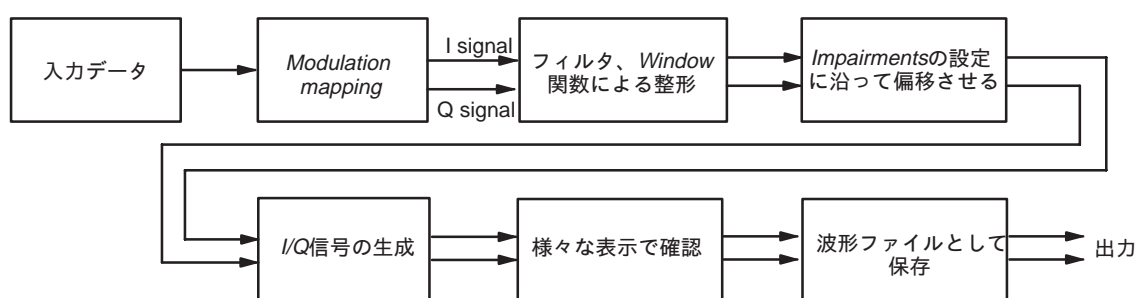 入力データ
Modulation
mapping
I signal
Q signal
フィルタ、Window
関数による整形
Impairmentsの設定
に沿って偏移させる
I/Q信号の生成
様々な表示で確認
波形ファイルとして
保存
出力